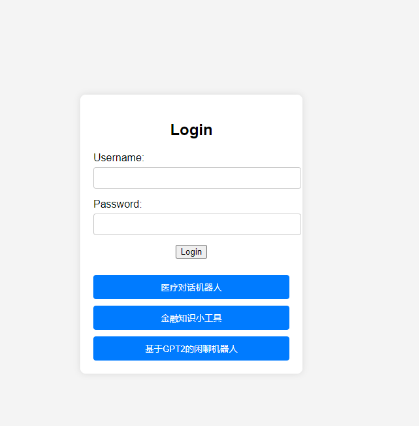 Login
Username:
Password:
Login
医疗对话机器人
金融知识小工具
基于GPT2的闲聊机器人